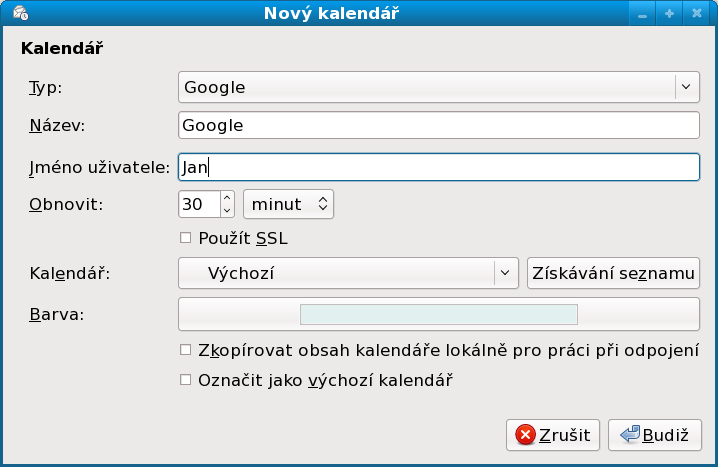 Nový kalendář
Kalendář
Typ: Google
Název: Google
Jméno uživatele: Jan
Obnovit: 30 minut
Použít SSL
Kalendář: Výchozí Získávání seznamu
Barva:
Zkopírovat obsah kalendáře lokálně pro práci při odpojení
Označit jako výchozí kalendář
Zrušit Budiž